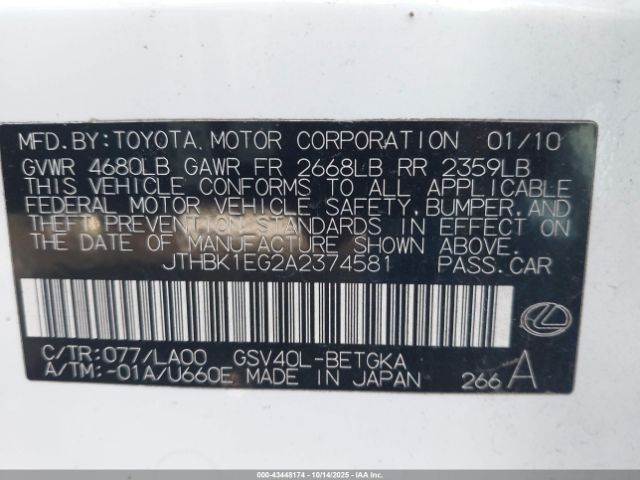 MFD.BY:TOYOTA MOTOR CORPORATION 01/10
GVWR 4680LB GAWR FR 2668LB RR 2359LB
THIS VEHICLE CONFORMS TO ALL APPLICABLE
FEDERAL MOTOR VEHICLE SAFETY, BUMPER, AND
THEFT PREVENTION STANDARDS IN EFFECT ON
THE DATE OF MANUFACTURE SHOWN ABOVE.
JTHBK1EG2A2374581 PASS.CAR
C/TR:077/LA00 GSV40L-BETGKA
A/TM:-01A/U660E MADE IN JAPAN 266 A
000-43448174 - 10/14/2025 - IAAI.COM